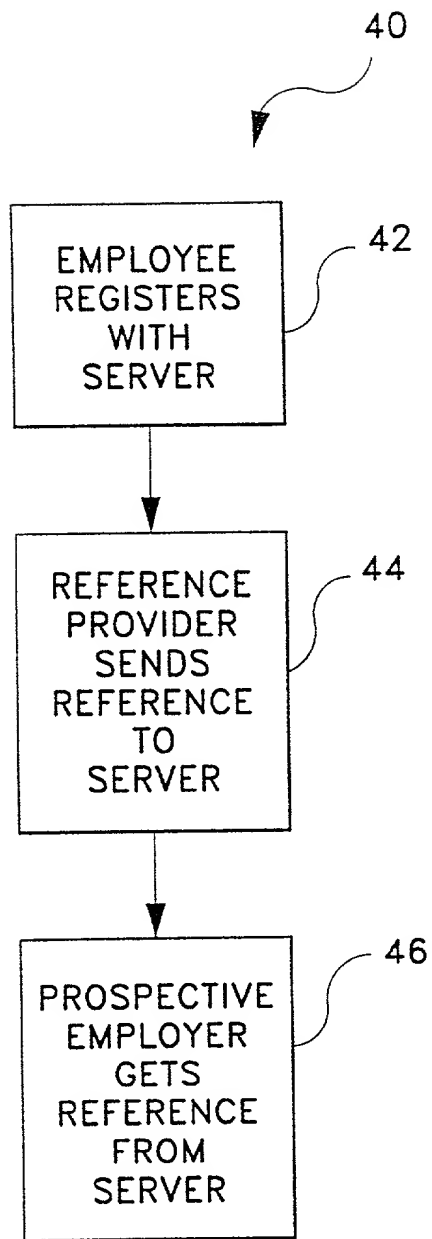 40
EMPLOYEE
REGISTERS
WITH
SERVER
42
REFERENCE
PROVIDER
SENDS
REFERENCE
TO
SERVER
44
PROSPECTIVE
EMPLOYER
GETS
REFERENCE
FROM
SERVER
46